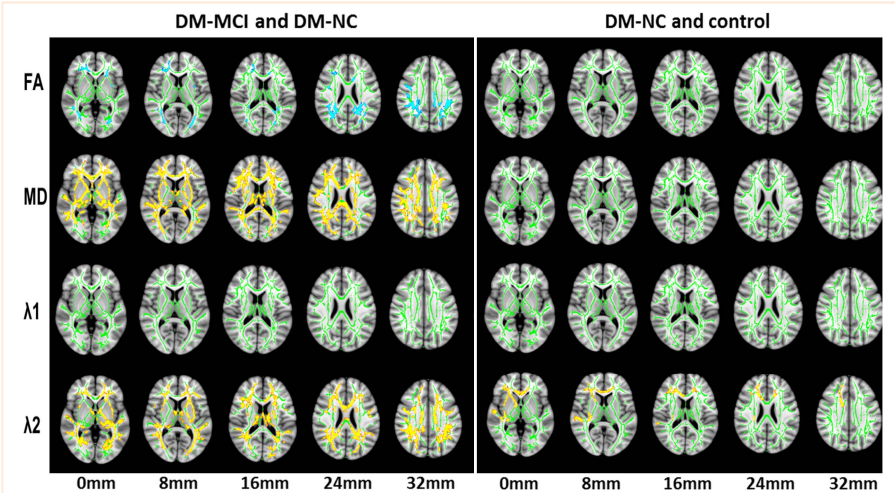 DM-MCI and DM-NC
DM-NC and control
FA
MD
λ1
λ2
0mm 8mm 16mm 24mm 32mm
0mm 8mm 16mm 24mm 32mm